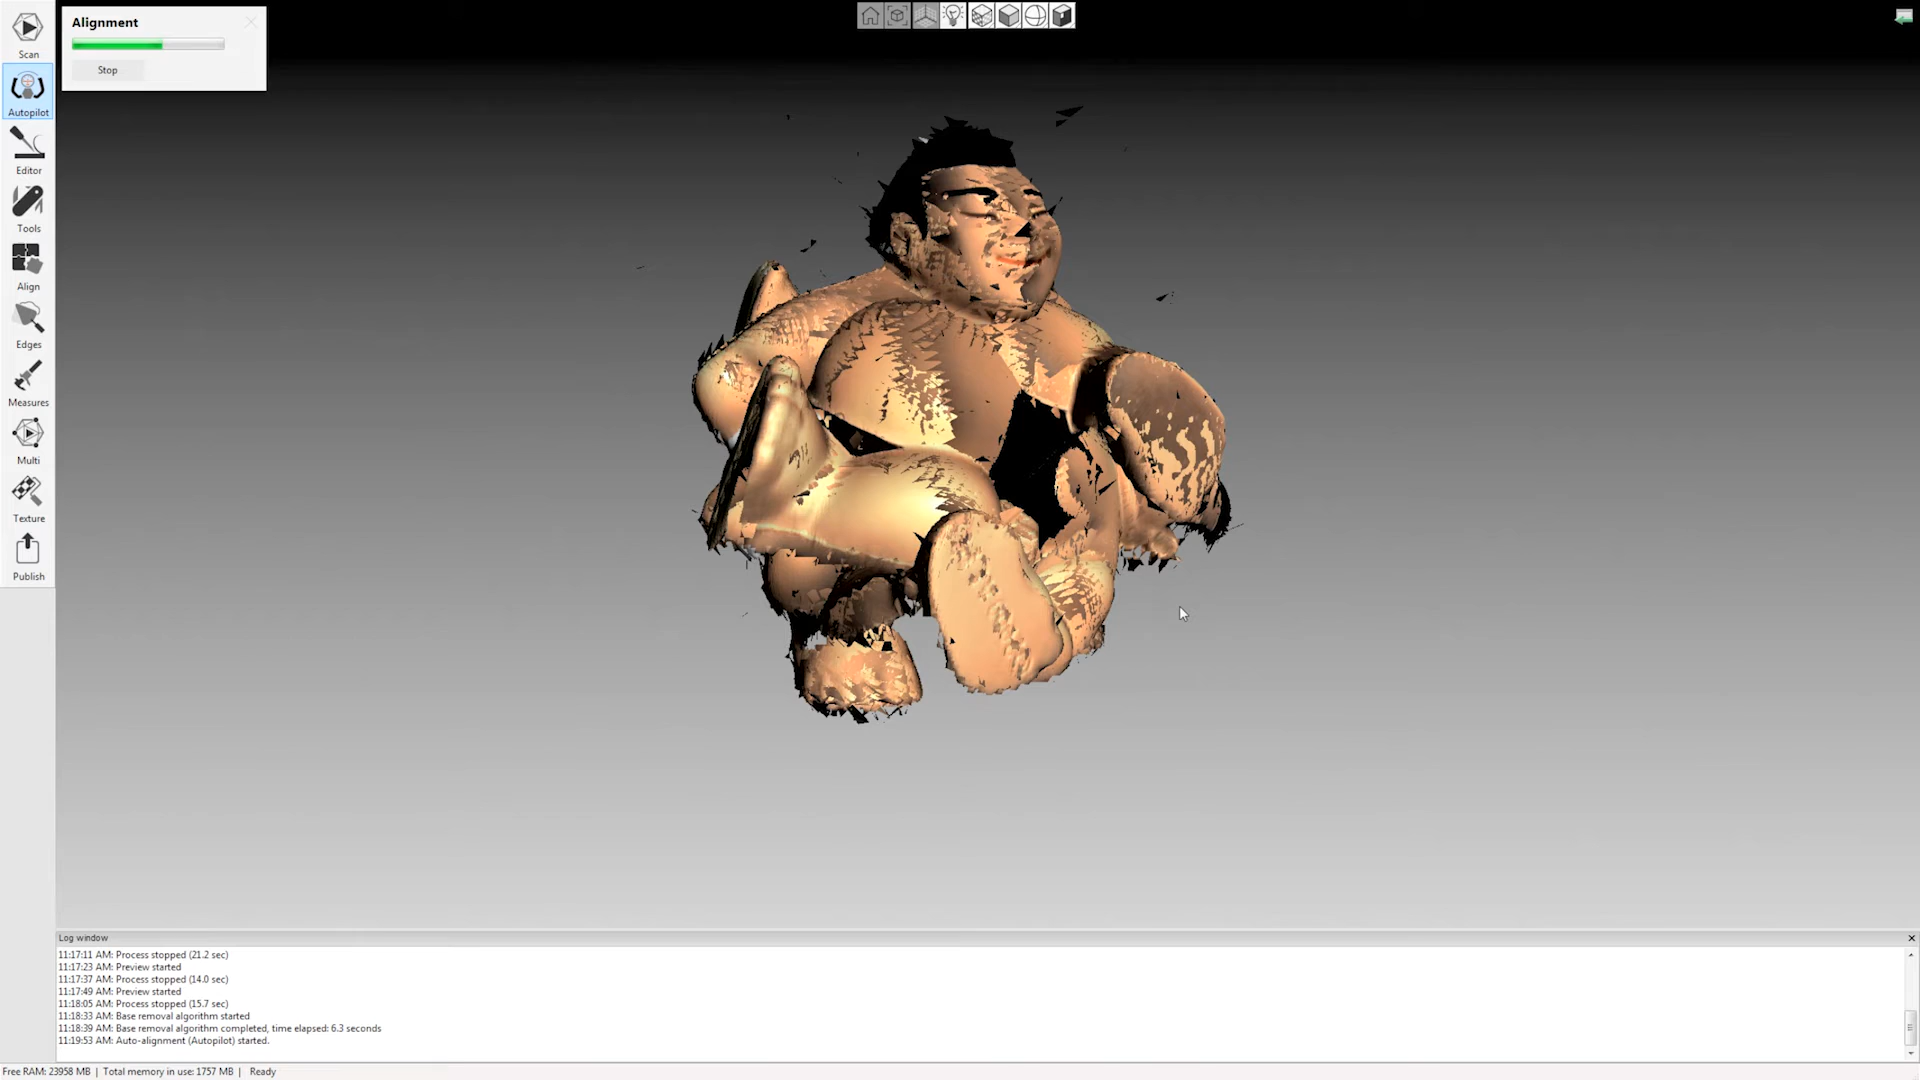 Alignment
Stop
Scan
Autopilot
Editor
Tools
Align
Edges
Measures
Multi
Texture
Publish
Log window
11:17:11 AM: Process stopped (21.2 sec)
11:17:23 AM: Preview started
11:17:37 AM: Process stopped (14.0 sec)
11:17:49 AM: Preview started
11:18:05 AM: Process stopped (15.7 sec)
11:18:33 AM: Base removal algorithm started
11:18:39 AM: Base removal algorithm completed, time elapsed: 6.3 seconds
11:19:53 AM: Auto-alignment (Autopilot) started.
Free RAM: 23958 MB | Total memory in use: 1757 MB | Ready